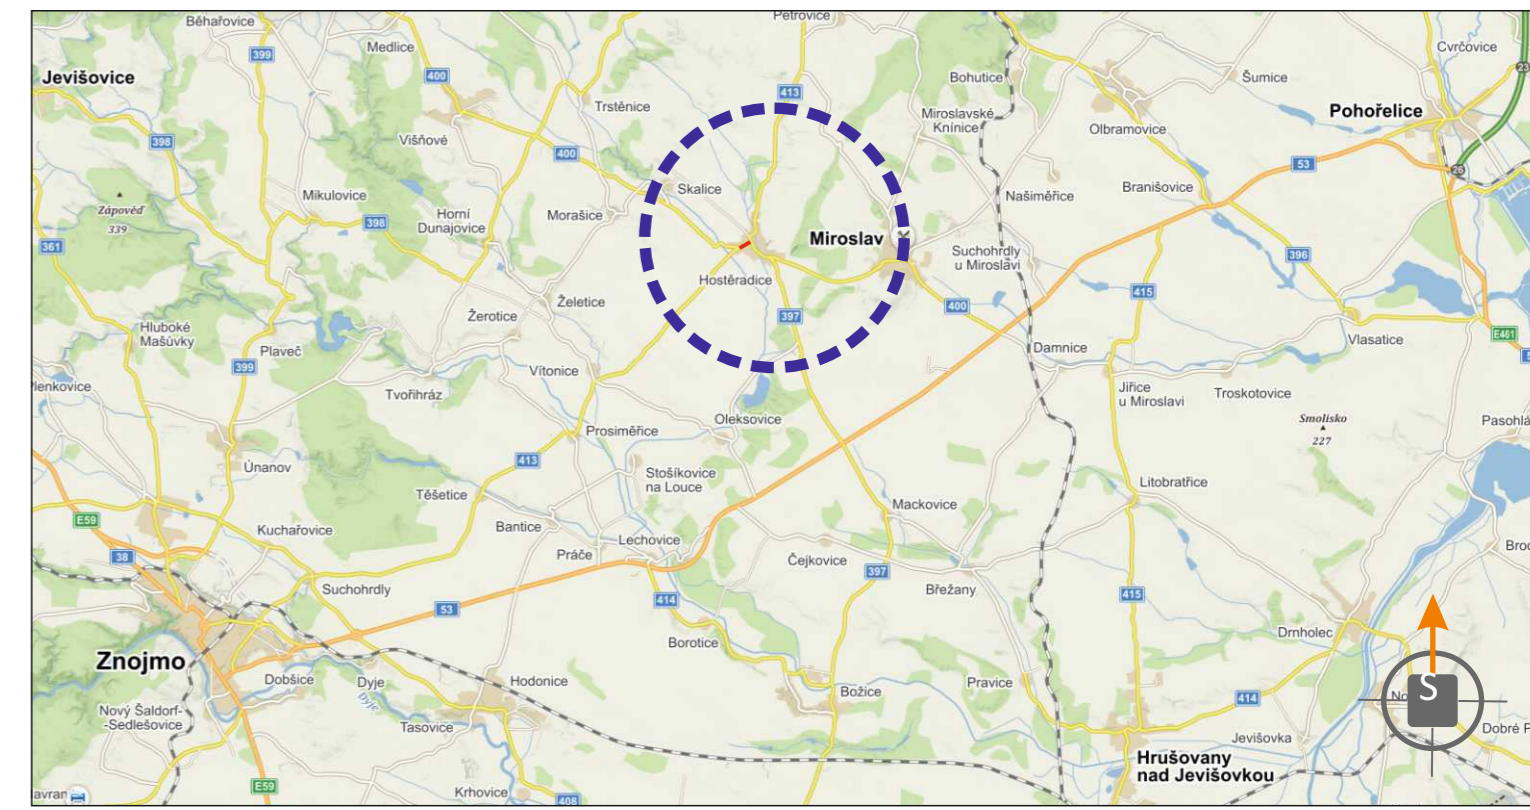 Běhařovice
Petrovice
Medlice
399
Cvrčovice
Jevišovice
400
Bohutice
Šumice
23
413
Trstěnice
Pohořelice
Miroslavské
Knínice
Olbramovice
Višňové
398
400
53
26
Skalice
Branišovice
Mikulovice
Našiměřice
Zápověď
339
Horní
Dunajovice
398
Morašice
Miroslav
361
Suchohrdly
u Miroslavi
396
Hostěradice
415
Želetice
400
Žerotice
397
Hluboké
Mašůvky
E461
Vlasatice
Plaveč
Damnice
399
Vítonice
Jiřice
u Miroslavi
Troskotovice
Tvořihráz
Oleksovice
Smolisko
227
Prosiměřice
413
Únanov
Stošíkovice
na Louce
Litobratřice
Těšetice
Mackovice
E59
Kuchařovice
Bantice
Lechovice
38
Práče
Čejkovice
397
Břežany
Suchohrdly
415
414
53
Drnholec
Borotice
Znojmo
Dobšice
Dyje
Dyje
Hodonice
Božice
Pravice
S
414
Nový Šaldorf-
-Sedlešovice
Tasovice
Jevišovka
Hrušovany
nad Jevišovkou
E59
Krhovice
408